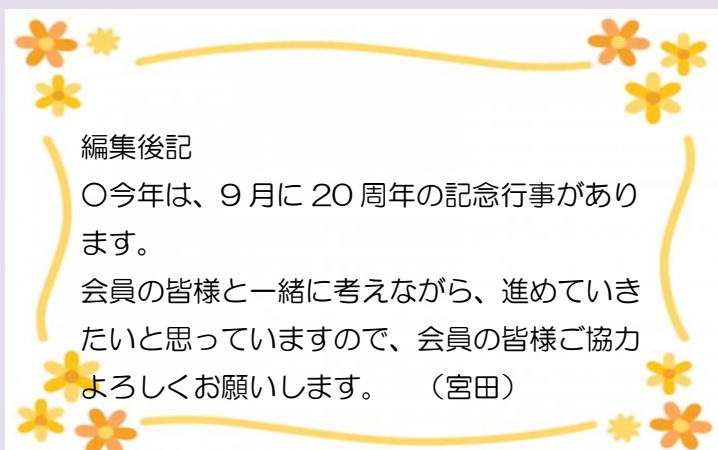 編集後記
〇今年は、9月に20周年の記念行事があり
ます。
会員の皆様と一緒に考えながら、進めていき
たいと思っていますので、会員の皆様ご協力
よろしくお願いします。　（宮田）